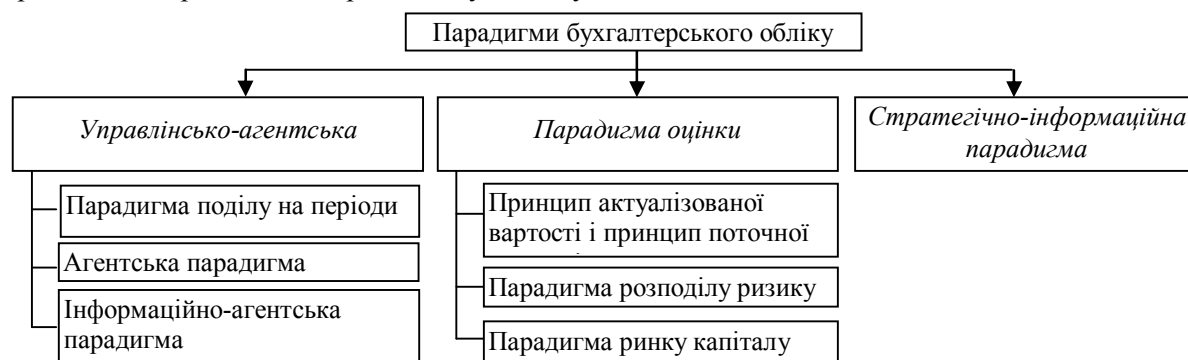 Парадигми бухгалтерського обліку
Управлінсько-агентська
Парадигма поділу на періоди
Агентська парадигма
Інформаційно-агентська
парадигма
Парадигма оцінки
Принцип актуалізованої
вартості і принцип поточної
Парадигма розподілу ризику
Парадигма ринку капіталу
Стратегічно-інформаційна
парадигма